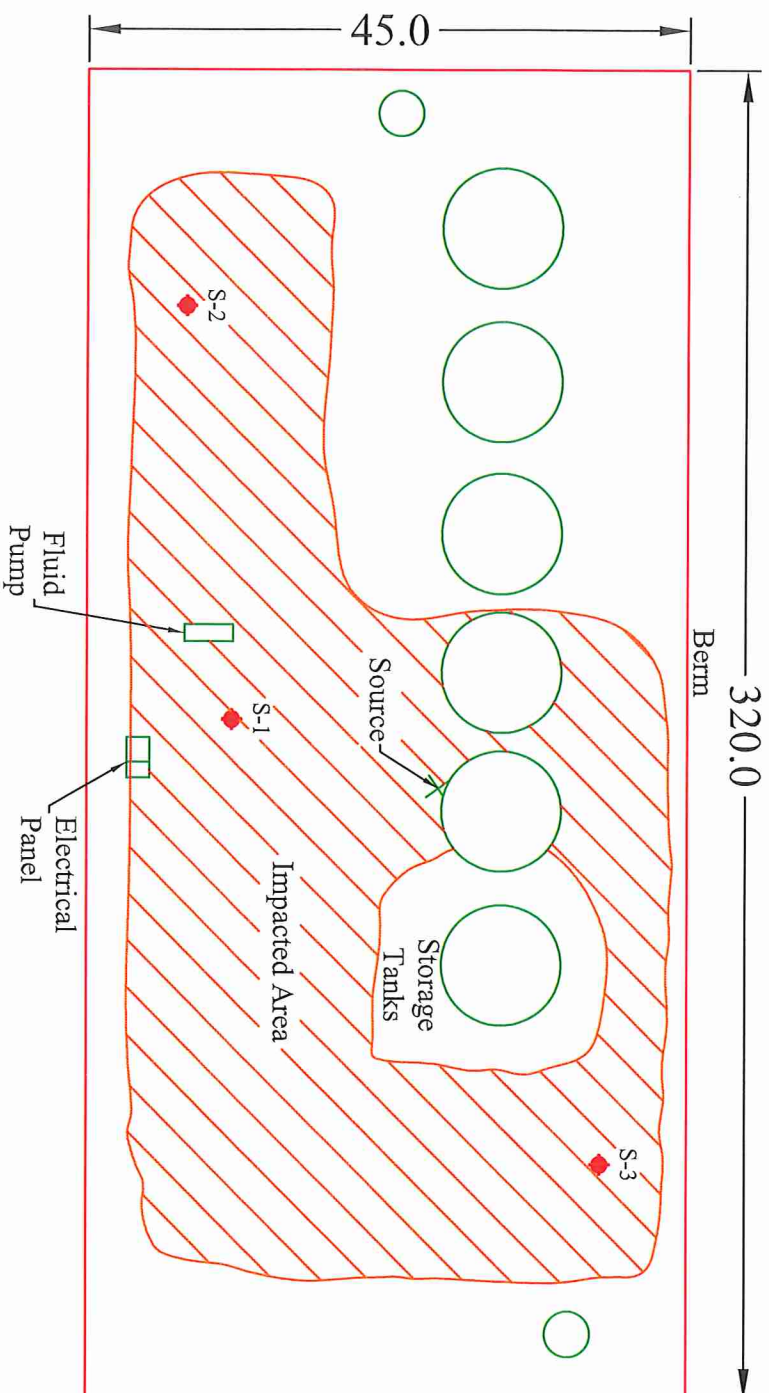 45.0
320.0
Berm
S-2
Fluid
Pump
S-1
Source
Electrical
Panel
Impacted Area
Storage
Tanks
S-3